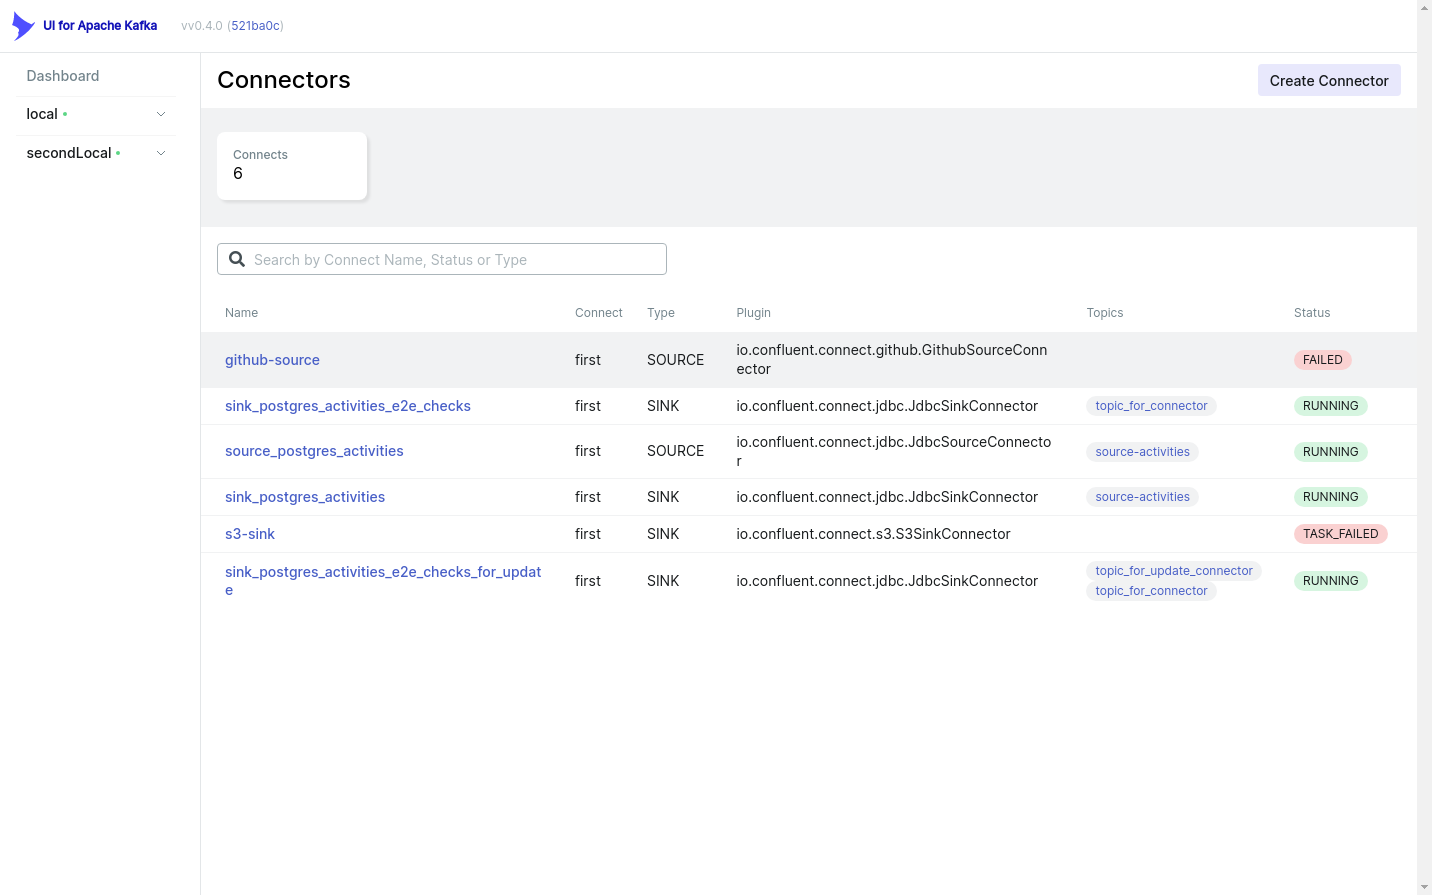 UI for Apache Kafka vv0.4.0 (521ba0c)
Dashboard
local
secondLocal
Connectors
Create Connector
Connects
6
Search by Connect Name, Status or Type
Name Connect Type Plugin Topics Status
github-source first SOURCE io.confluent.connect.github.GithubSourceConn
ector FAILED
sink_postgres_activities_e2e_checks first SINK io.confluent.connect.jdbc.JdbcSinkConnector topic_for_connector RUNNING
source_postgres_activities first SOURCE io.confluent.connect.jdbc.JdbcSourceConnecto
r source-activities RUNNING
sink_postgres_activities first SINK io.confluent.connect.jdbc.JdbcSinkConnector source-activities RUNNING
s3-sink first SINK io.confluent.connect.s3.S3SinkConnector TASK_FAILED
sink_postgres_activities_e2e_checks_for_updat
e first SINK io.confluent.connect.jdbc.JdbcSinkConnector topic_for_update_connector
topic_for_connector RUNNING